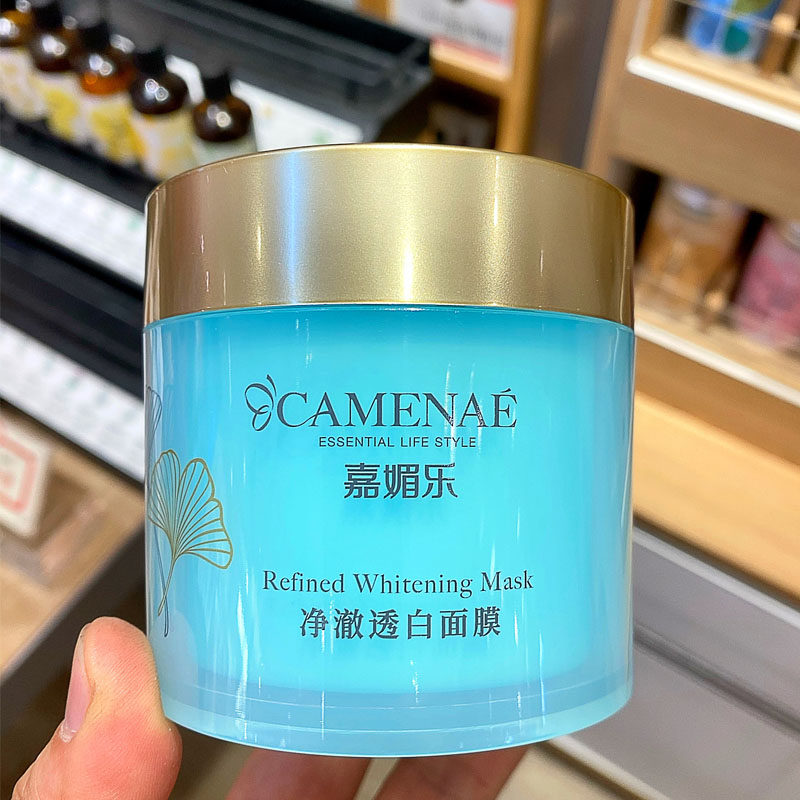 CAMENAÉ
ESSENTIAL LIFE STYLE
嘉媚乐
Refined Whitening Mask
净澈透白面膜